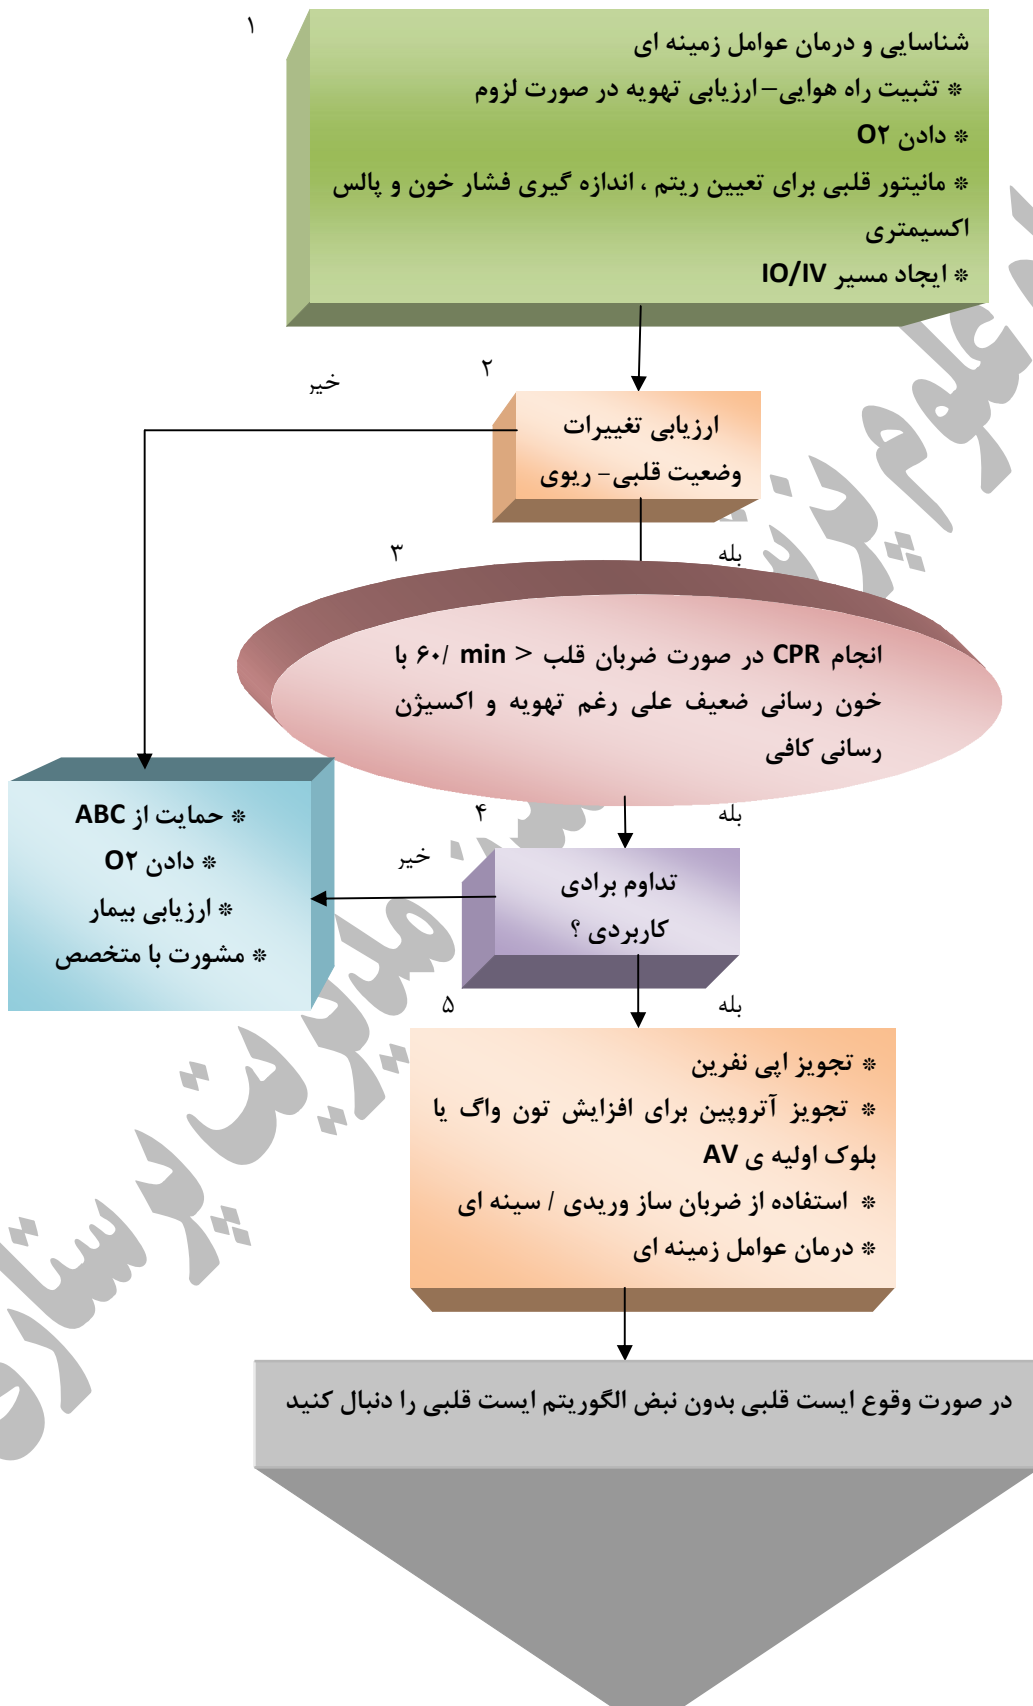 ۱
شناسایی و درمان عوامل زمینه ای
* تثبیت راه هوایی– ارزیابی تهویه در صورت لزوم
* دادن O۲
* مانیتور قلبی برای تعیین ریتم ، اندازه گیری فشار خون و پالس
اکسیمتری
* ایجاد مسیر IO/IV
۲
خیر
ارزیابی تغییرات
وضعیت قلبی- ریوی
۳
بله
انجام CPR در صورت ضربان قلب < ۶۰/ min با
خون رسانی ضعیف علی رغم تهویه و اکسیژن
رسانی کافی
۴
بله
خیر
تداوم برادی
کاربردی ؟
* حمایت از ABC
* دادن O۲
* ارزیابی بیمار
* مشورت با متخصص
۵
بله
* تجویز اپی نفرین
* تجویز آتروپین برای افزایش تون واگ یا
بلوک اولیه ی AV
* استفاده از ضربان ساز وریدی / سینه ای
* درمان عوامل زمینه ای
در صورت وقوع ایست قلبی بدون نبض الگوریتم ایست قلبی را دنبال کنید
مدیریت پرستاری
علوم